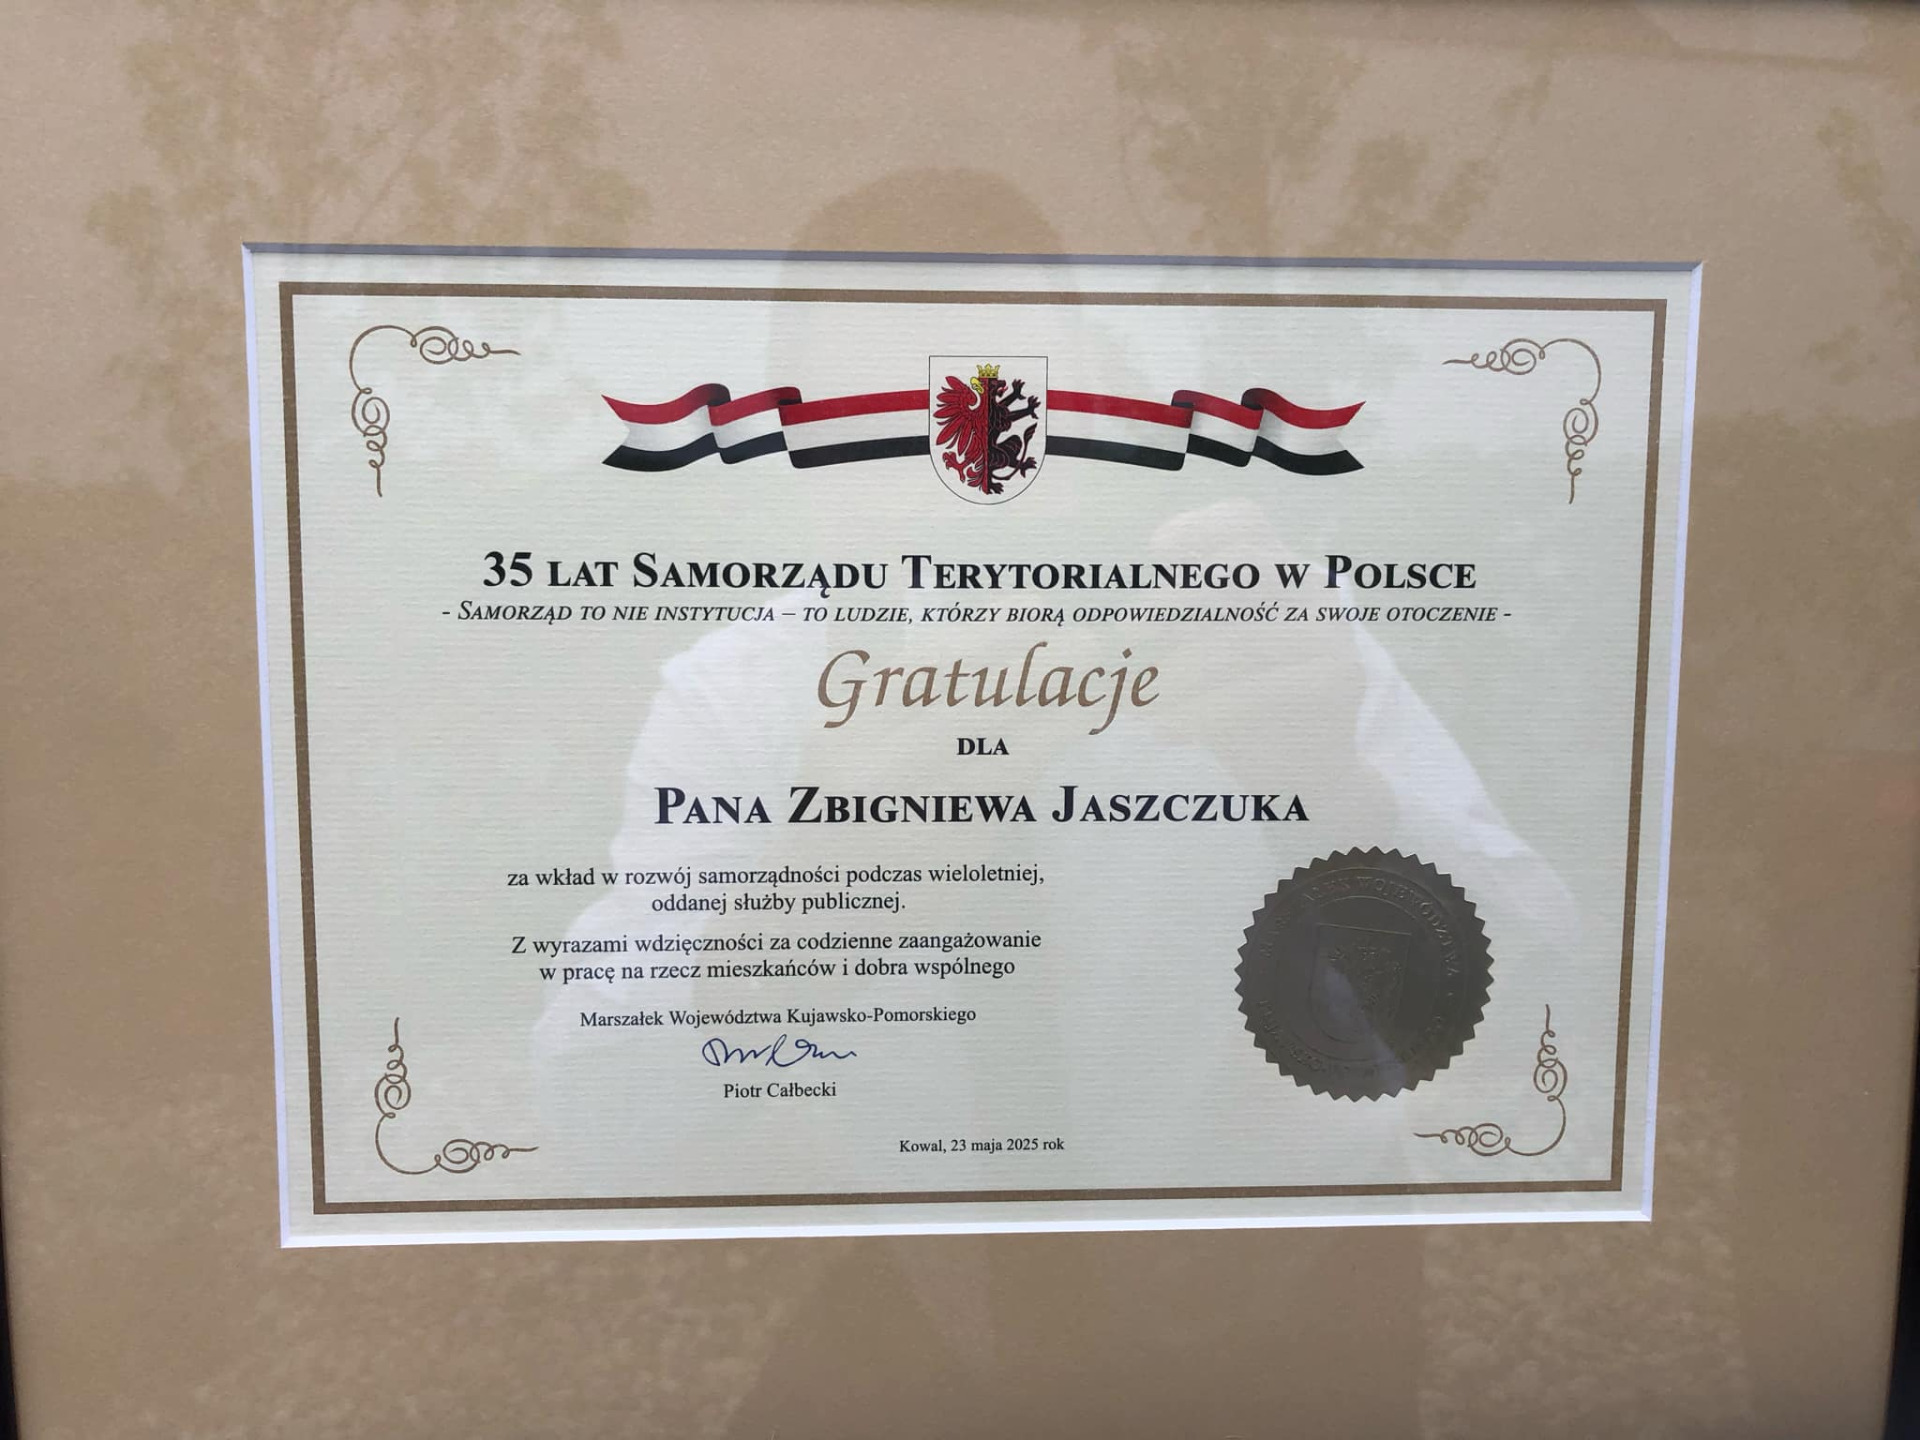 35 LAT SAMORZĄDU TERYTORIALNEGO W POLSCE
- SAMORZĄD TO NIE INSTYTUCJA – TO LUDZIE, KTÓRZY BIORĄ ODPOWIEDZIALNOŚĆ ZA SWOJE OTOCZENIE -
Gratulacje
DLA
PANA ZBIGNIEWA JASZCZUKA
za wkład w rozwój samorządności podczas wieloletniej,
oddanej służby publicznej.
Z wyrazami wdzięczności za codzienne zaangażowanie
w pracę na rzecz mieszkańców i dobra wspólnego
Marszałek Województwa Kujawsko-Pomorskiego
Piotr Całbecki
WOJEWÓDZTWA
Kowal, 23 maja 2025 rok